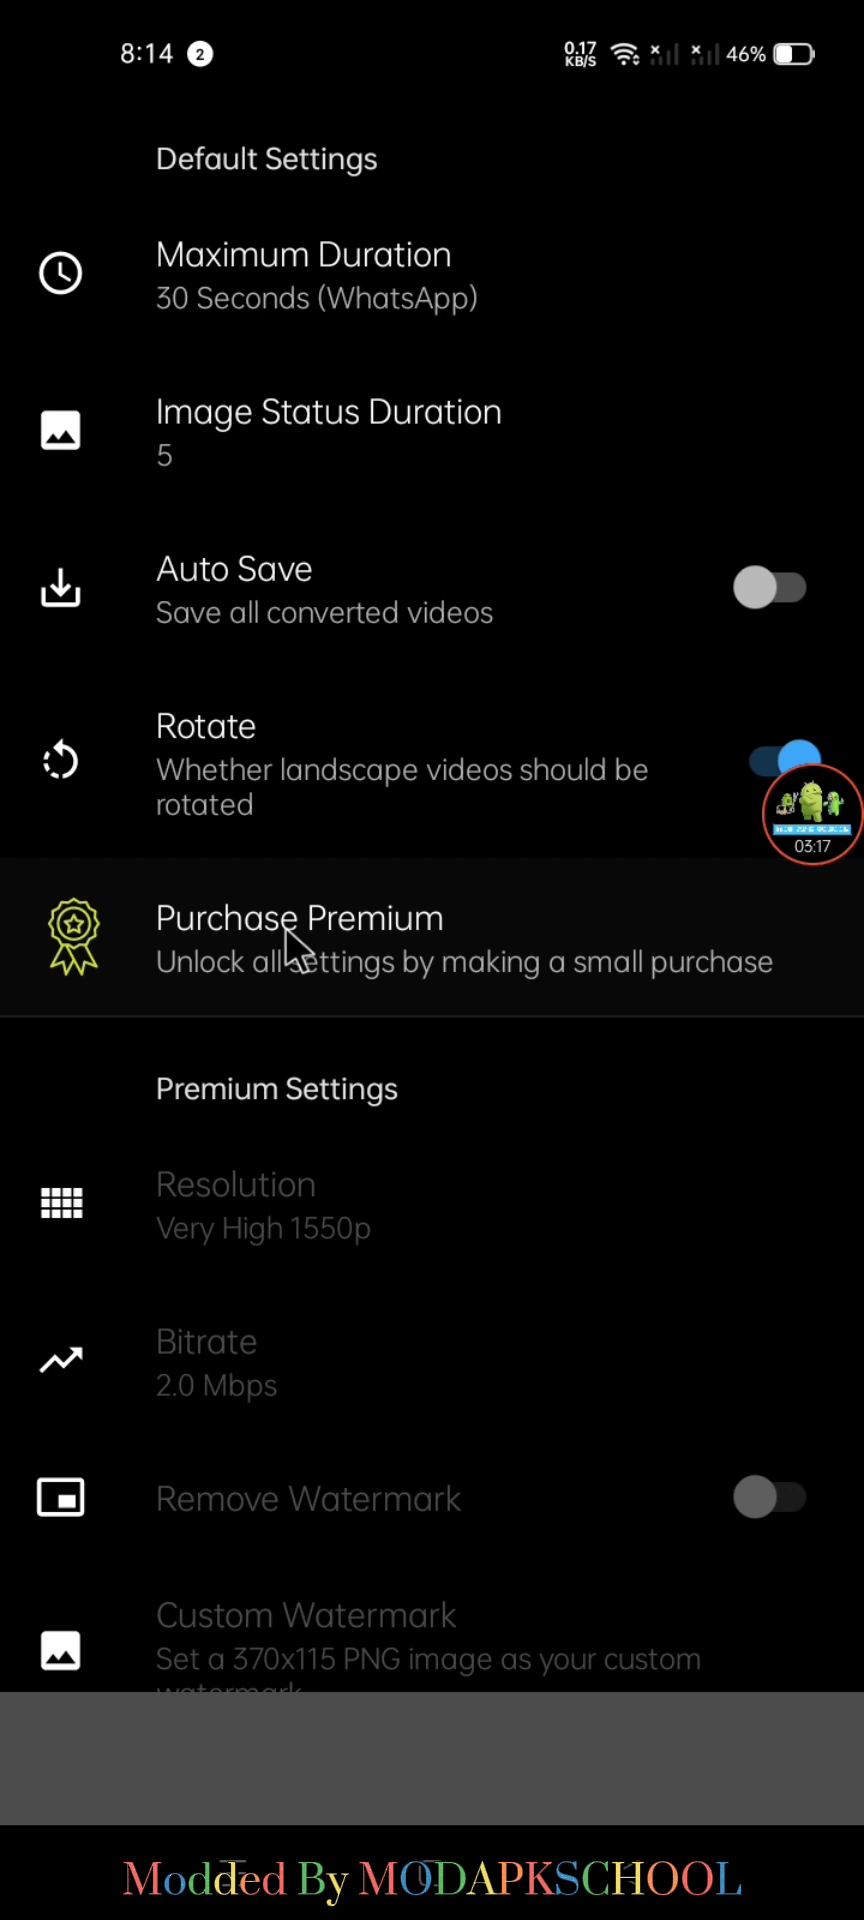 8:14 2 0.17 KB/S 46%
Default Settings
Maximum Duration
30 Seconds (WhatsApp)
Image Status Duration
5
Auto Save
Save all converted videos
Rotate
Whether landscape videos should be
rotated
03:17
Purchase Premium
Unlock all settings by making a small purchase
Premium Settings
Resolution
Very High 1550p
Bitrate
2.0 Mbps
Remove Watermark
Custom Watermark
Set a 370x115 PNG image as your custom
watermark
Modded By MODAPKSCHOOL